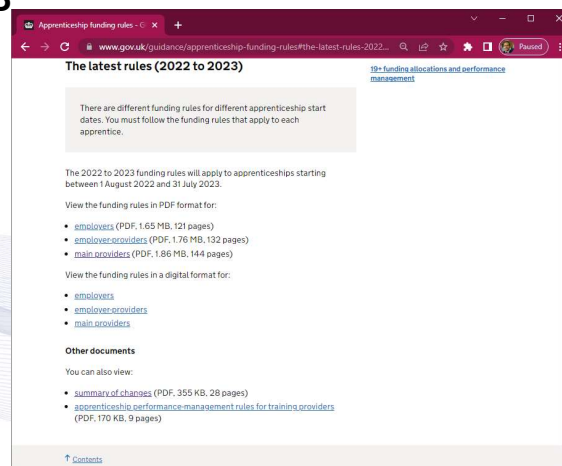 Apprenticeship funding rules - G
www.gov.uk/guidance/apprenticeship-funding-rules#the-latest-rules-2022...
Paused
The latest rules (2022 to 2023)
19+ funding allocations and performance
management
There are different funding rules for different apprenticeship start
dates. You must follow the funding rules that apply to each
apprentice.
The 2022 to 2023 funding rules will apply to apprenticeships starting
between 1 August 2022 and 31 July 2023.
View the funding rules in PDF format for:
• employers (PDF, 1.65 MB, 121 pages)
• employer-providers (PDF, 1.76 MB, 132 pages)
• main providers (PDF, 1.86 MB, 144 pages)
View the funding rules in a digital format for:
• employers
• employer-providers
• main providers
Other documents
You can also view:
• summary of changes (PDF, 355 KB, 28 pages)
• apprenticeship performance-management rules for training providers
(PDF, 170 KB, 9 pages)
↑ Contents